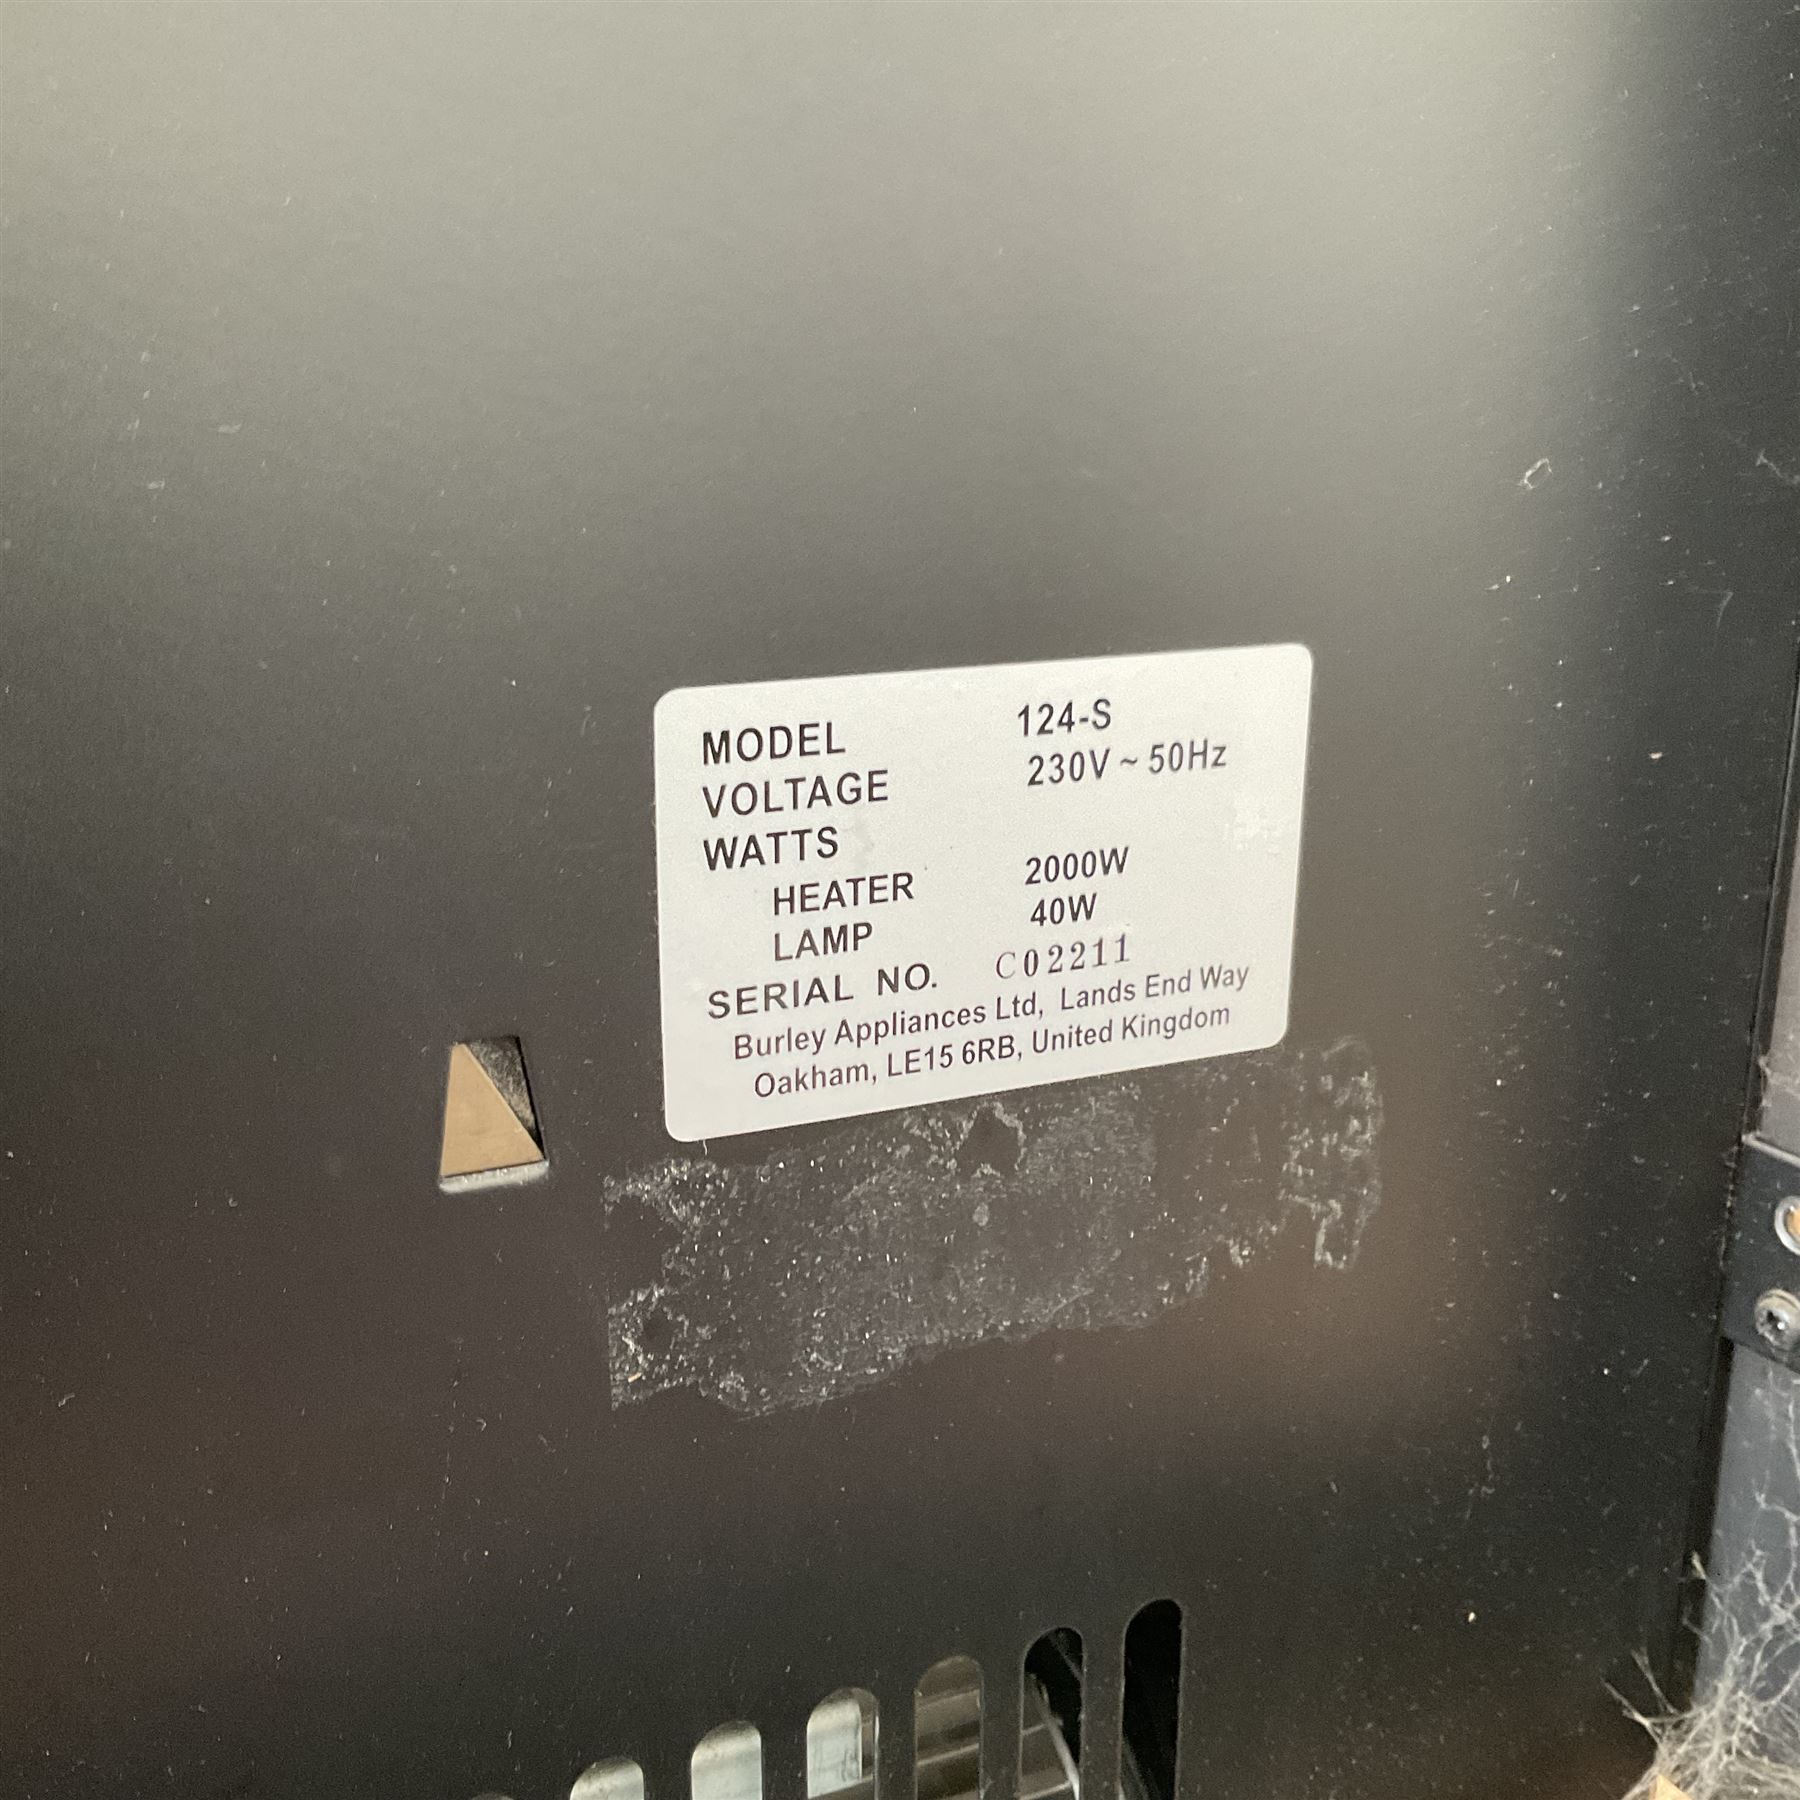 MODEL 124-S
VOLTAGE 230V ~ 50Hz
WATTS
HEATER 2000W
LAMP 40W
SERIAL NO. C02211
Burley Appliances Ltd, Lands End Way
Oakham, LE15 6RB, United Kingdom